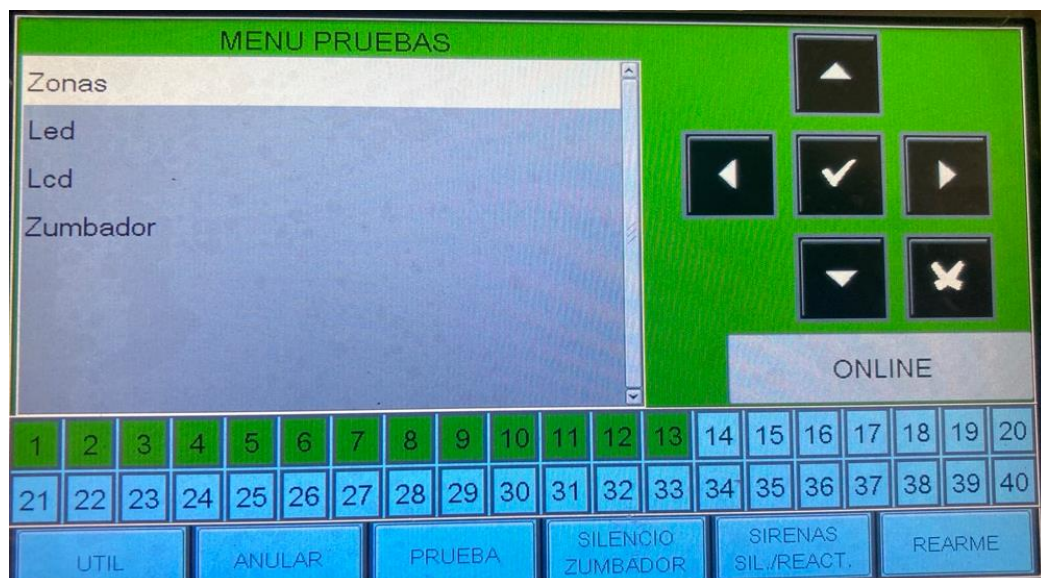 MENU PRUEBAS
Zonas
Led
Lcd
Zumbador
ONLINE
1 2 3 4 5 6 7 8 9 10 11 12 13 14 15 16 17 18 19 20
21 22 23 24 25 26 27 28 29 30 31 32 33 34 35 36 37 38 39 40
UTIL
ANULAR
PRUEBA
SILENCIO
ZUMBADOR
SIRENAS
SIL./REACT.
REARME